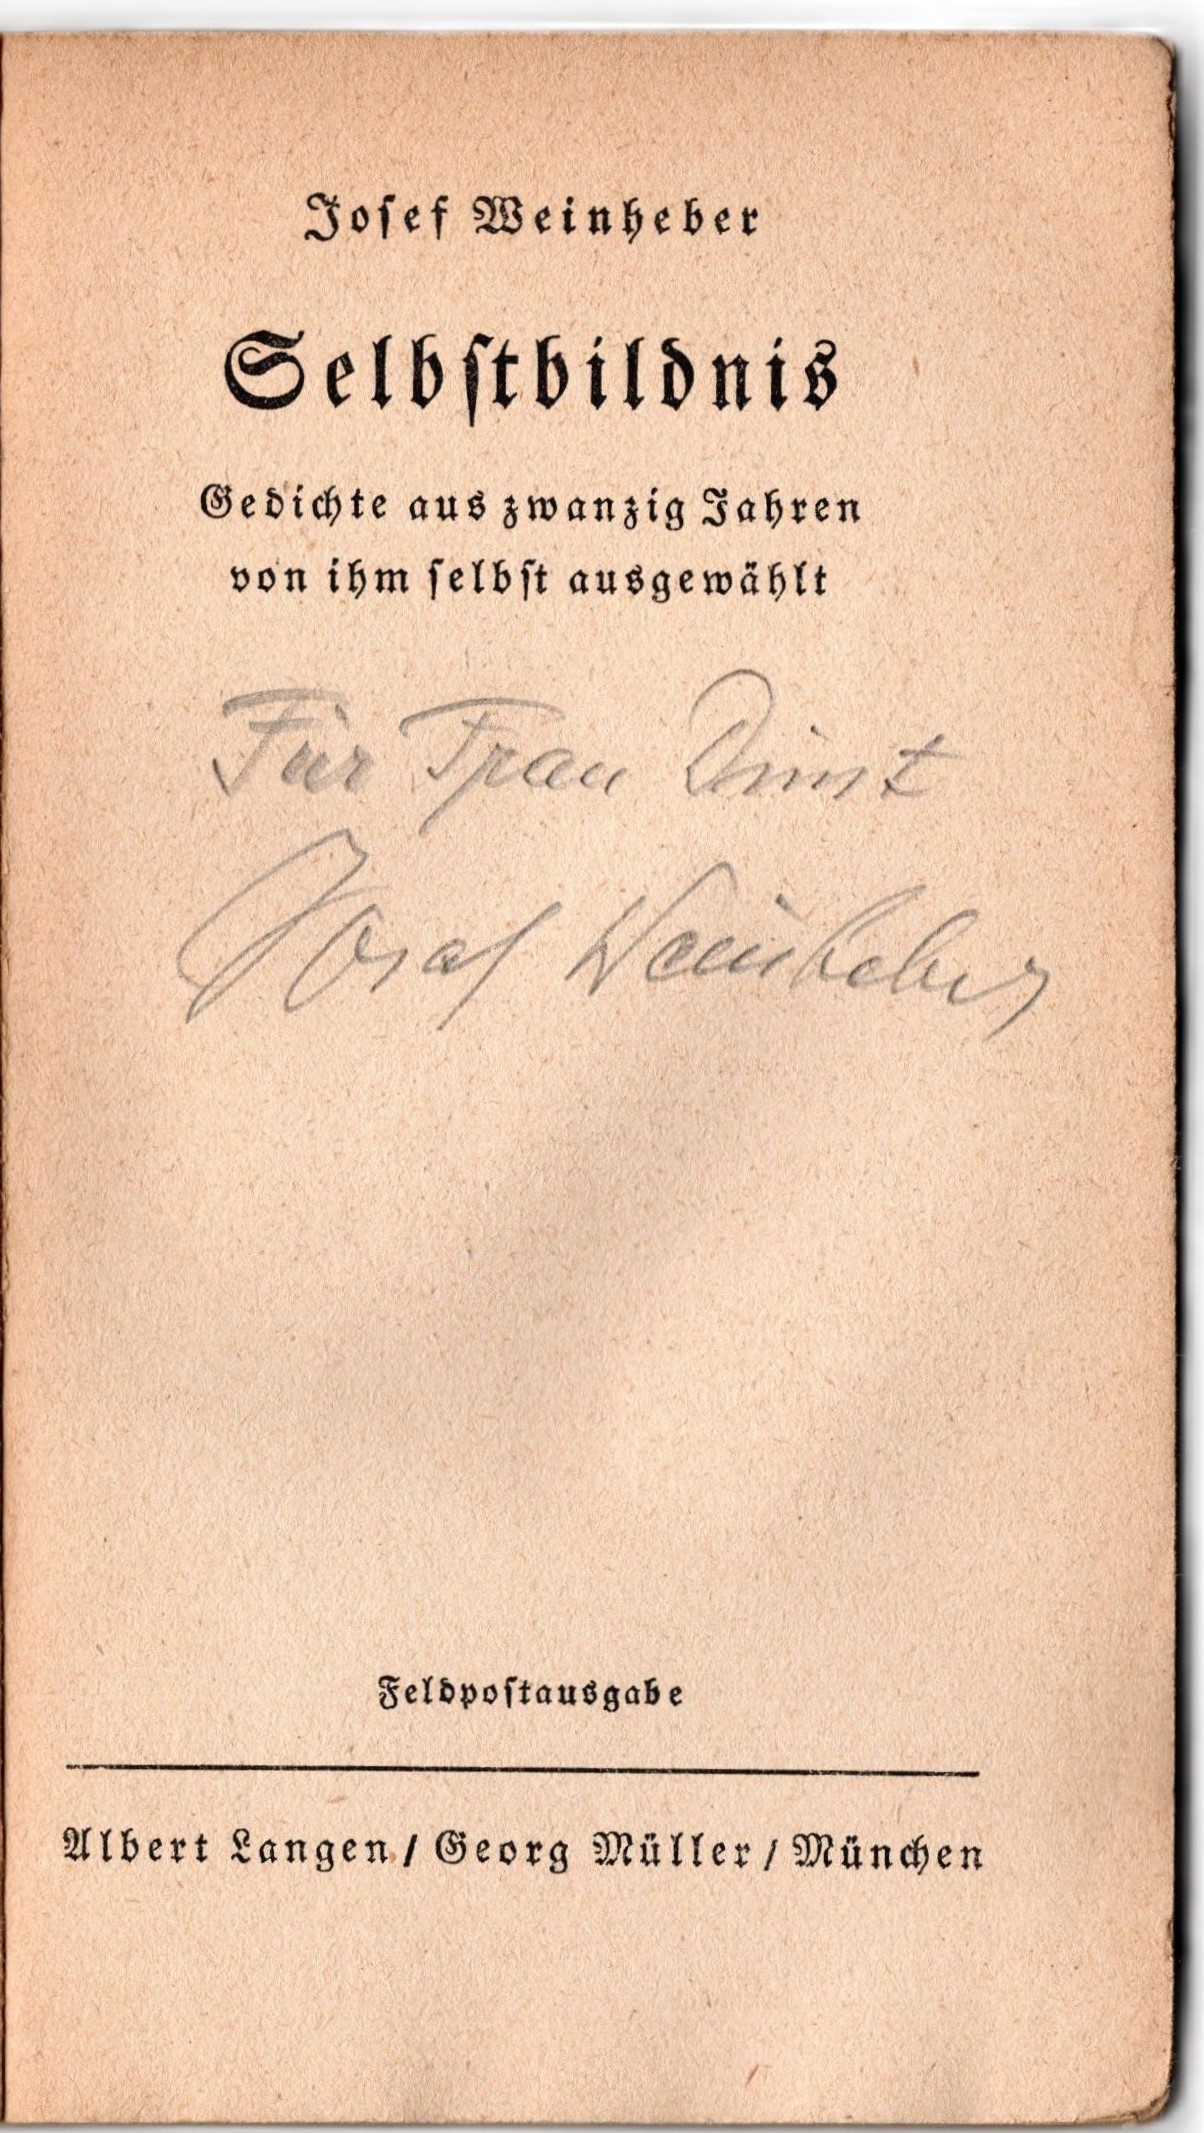 Josef Weinheber
Selbstbildnis
Gedichte aus zwanzig Jahren
von ihm selbst ausgewählt
Für Frau
Josef Weinheber
Feldpostausgabe
Albert Langen / Georg Müller / München